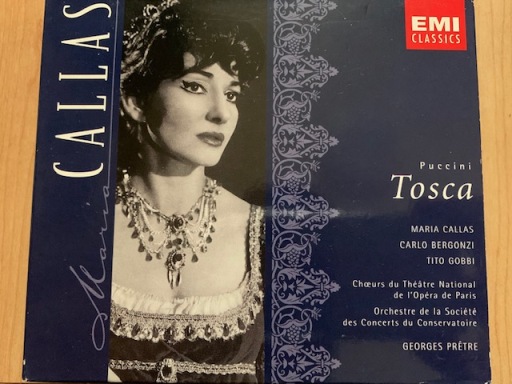 Maria CALLAS
EMI
CLASSICS
Puccini
Tosca
MARIA CALLAS
CARLO BERGONZI
TITO GOBBI
Chœurs du Théâtre National
de l'Opéra de Paris
Orchestre de la Société
des Concerts du Conservatoire
GEORGES PRÊTRE